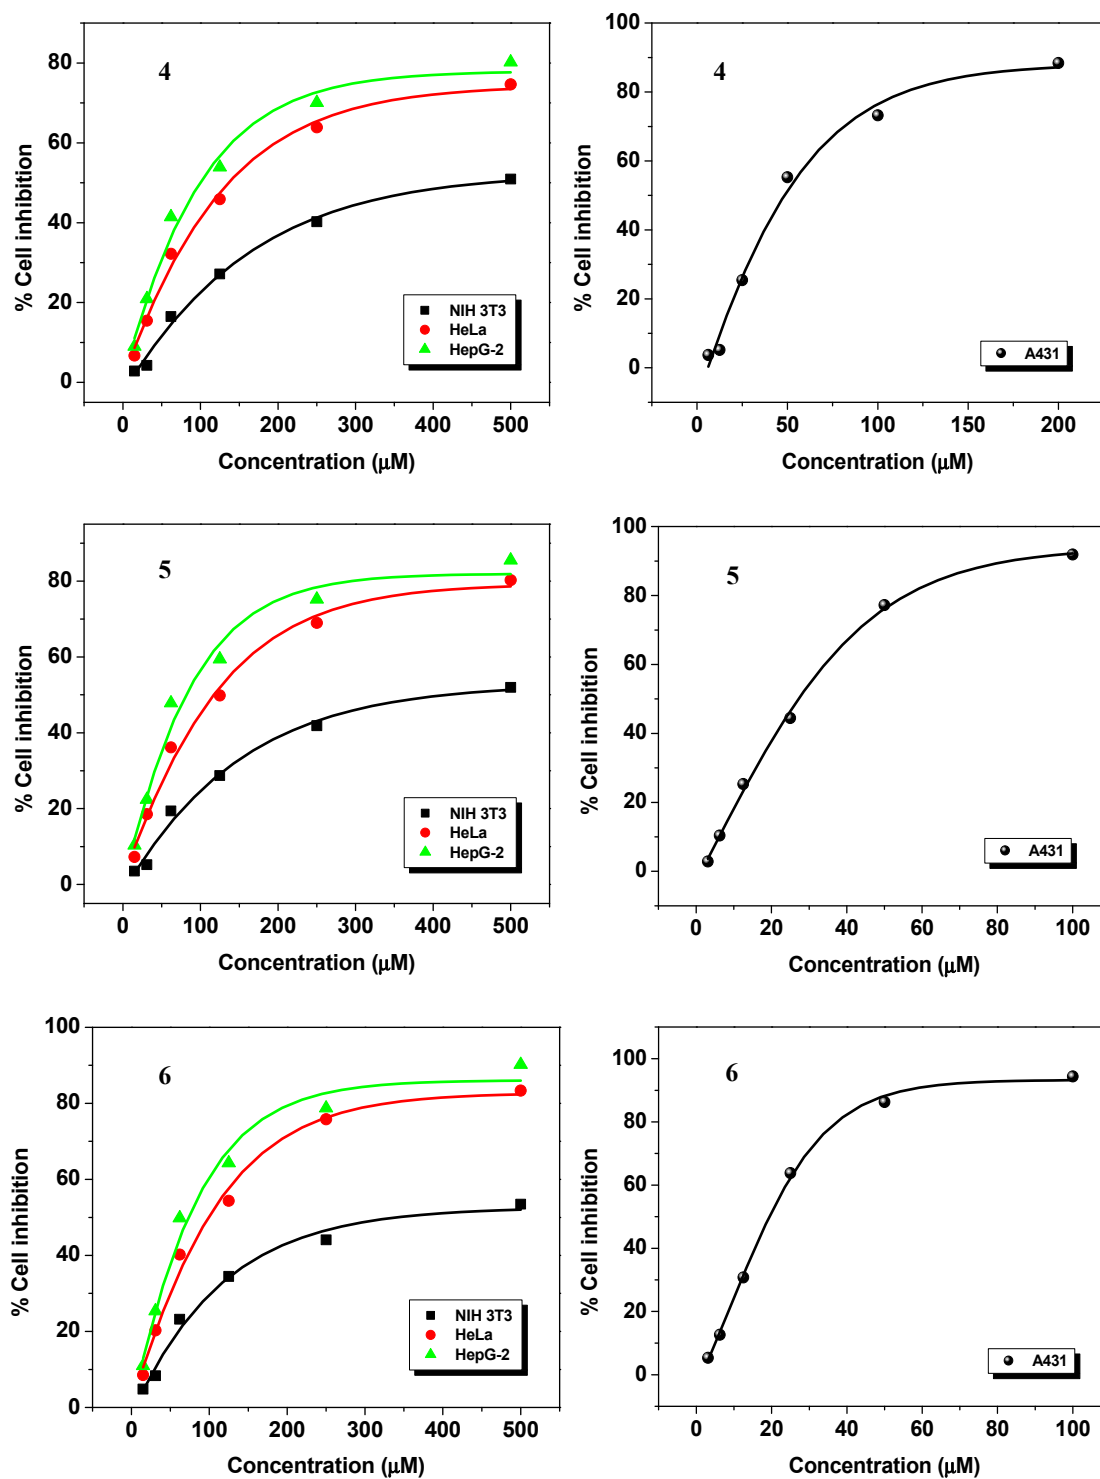 4
% Cell inhibition
80
60
40
20
0
NIH 3T3
HeLa
HepG-2
0 100 200 300 400 500
Concentration (μM)
4
% Cell inhibition
100
80
60
40
20
0
A431
0 50 100 150 200
Concentration (μM)
5
% Cell inhibition
80
60
40
20
0
NIH 3T3
HeLa
HepG-2
0 100 200 300 400 500
Concentration (μM)
5
% Cell inhibition
100
80
60
40
20
0
A431
0 20 40 60 80 100
Concentration (μM)
6
% Cell inhibition
100
80
60
40
20
0
NIH 3T3
HeLa
HepG-2
0 100 200 300 400 500
Concentration (μM)
6
% Cell inhibition
100
80
60
40
20
0
A431
0 20 40 60 80 100
Concentration (μM)